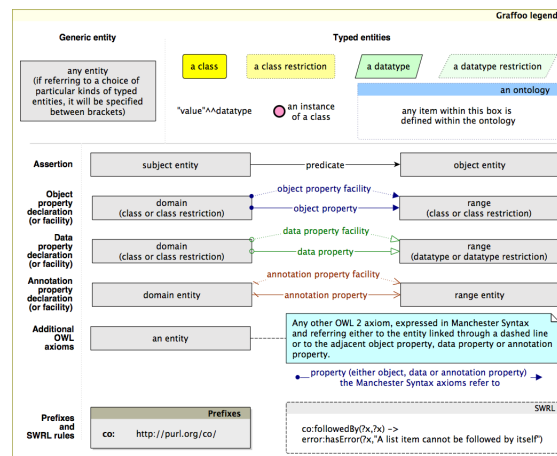 Graffoo legend
Generic entity
Typed entities
any entity
(if referring to a choice of
particular kinds of typed
entities, it will be specified
between brackets)
a class
a class restriction
a datatype
a datatype restriction
"value"^^datatype
an instance
of a class
an ontology
any item within this box is
defined within the ontology
Assertion
subject entity
predicate
object entity
Object
property
declaration
(or facility)
domain
(class or class restriction)
object property facility
object property
range
(class or class restriction)
Data
property
declaration
(or facility)
domain
(class or class restriction)
data property facility
data property
range
(datatype or datatype restriction)
Annotation
property
declaration
(or facility)
domain entity
annotation property facility
annotation property
range entity
Additional
OWL
axioms
an entity
Any other OWL 2 axiom, expressed in Manchester Syntax
and referring either to the entity linked through a dashed line
or to the adjacent object property, data property or annotation
property.
property (either object, data or annotation property)
the Manchester Syntax axioms refer to
Prefixes
and
SWRL rules
Prefixes
co: http://purl.org/co/
SWRL
co:followedBy(?x,?x) ->
error:hasError(?x,"A list item cannot be followed by itself")